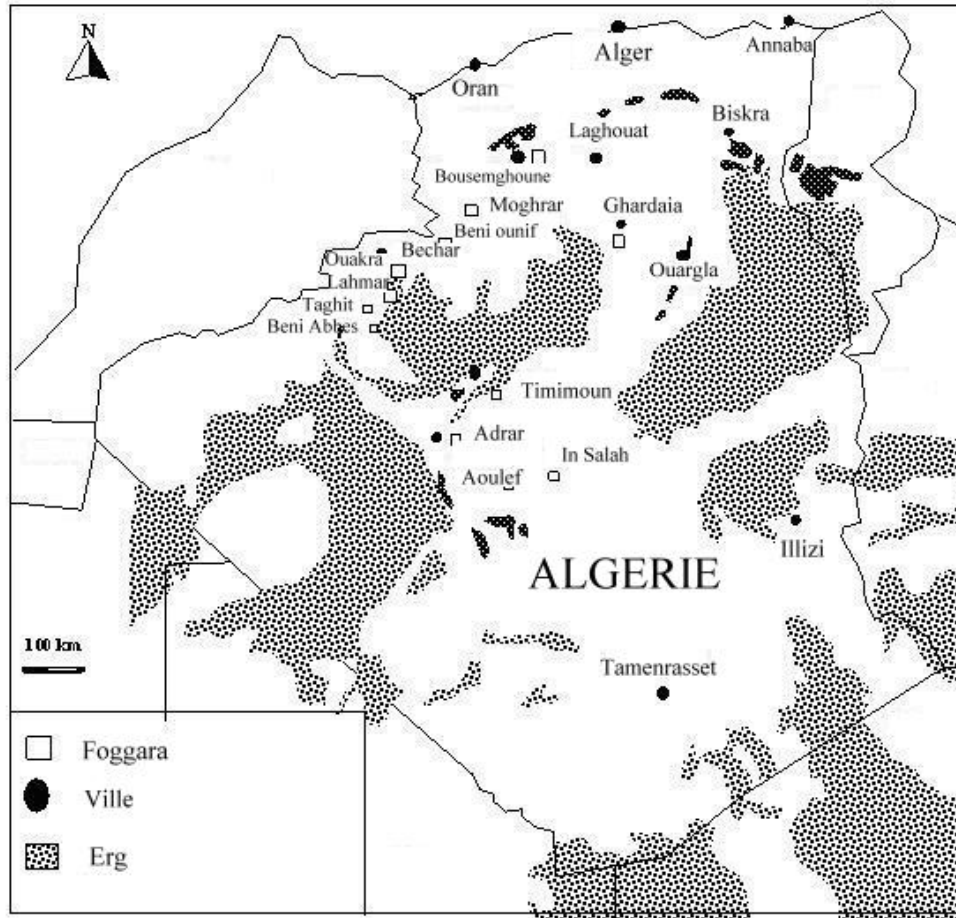 N
Alger
Annaba
Oran
Biskra
Laghouat
Bousemghoune
Moghrar
Ghardaia
Beni ounif
Bechar
Ouakra
Ouargla
Lahmar
Taghit
Beni Abbes
Timimoun
Adrar
In Salah
Aoulef
Illizi
ALGERIE
100 km
Tamenrasset
Foggara
Ville
Erg